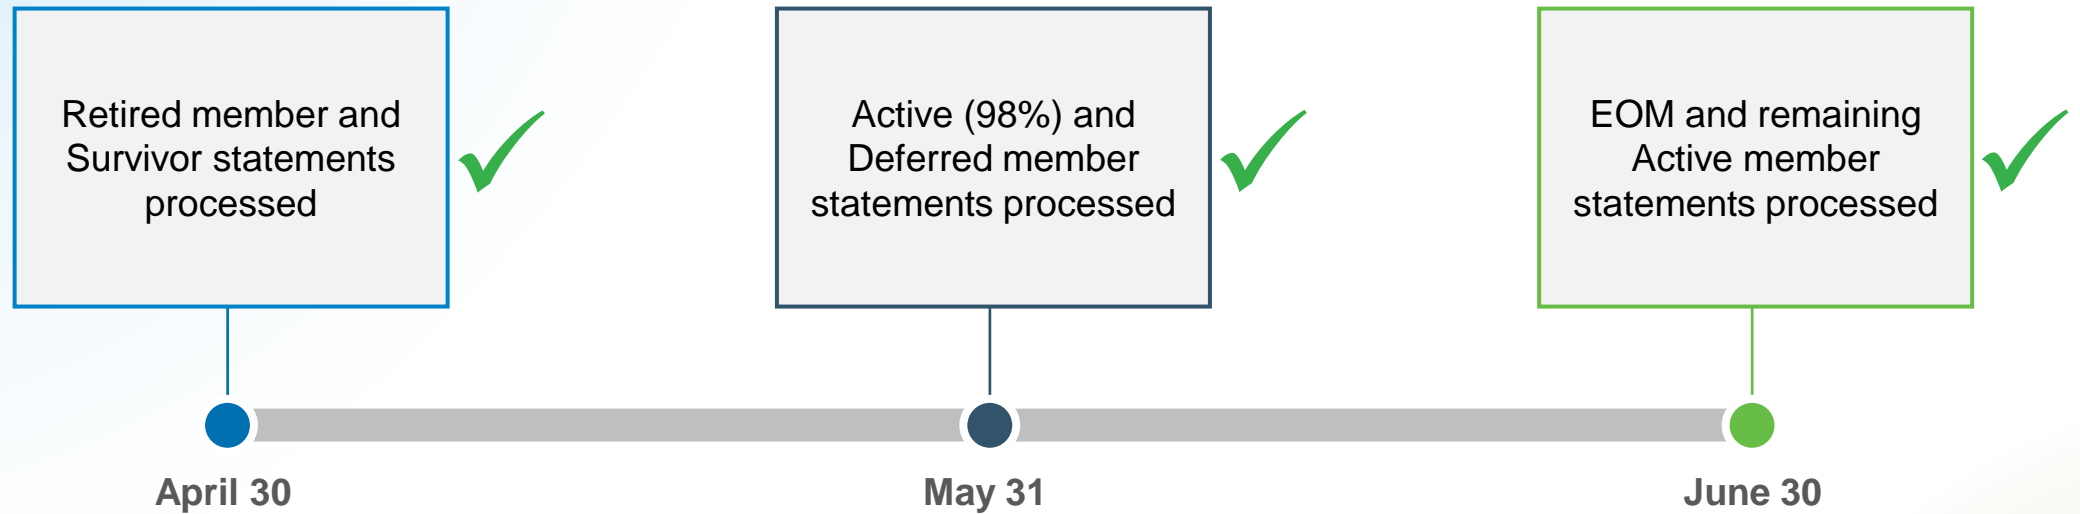 Retired member and
Survivor statements
processed
Active (98%) and
Deferred member
statements processed
EOM and remaining
Active member
statements processed
April 30
May 31
June 30